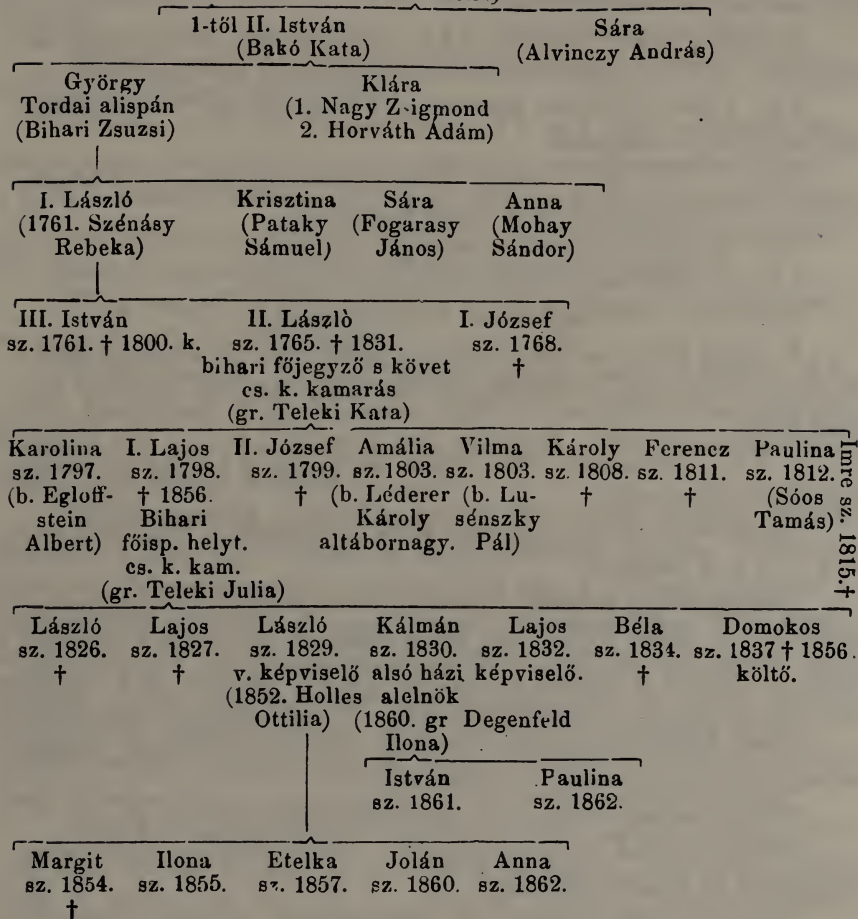 1-től II. István Sára
(Bakó Kata) (Alvinczy András)
György Klára
Tordai alispán (1. Nagy Z-igmond
(Bihari Zsuzsi) 2. Horváth Ádám)
I. László Krisztina Sára Anna
(1761. Szénásy (Pataky (Fogarasy (Mohay
Rebeka) Sámuel) János) Sándor)
III. István II. Lászlò I. József
sz. 1761. † 1800. k. sz. 1765. † 1831. sz. 1768.
bihari főjegyző s követ †
cs. k. kamarás
(gr. Teleki Kata)
Karolina I. Lajos II. József Amália Vilma Károly Ferencz Paulina
sz. 1797. sz. 1798. sz. 1799. sz. 1803. sz. 1803. sz. 1808. sz. 1811. sz. 1812.
(b. Egloff- † 1856. † (b. Léderer (b. Lu- † † (Sóos
stein Bihari Károly sénszky Tamás)
Albert) főisp. helyt. altábornagy. Pál)
cs. k. kam.
(gr. Teleki Julia)
Imre sz. 1815. †
László Lajos László Kálmán Lajos Béla Domokos
sz. 1826. sz. 1827. sz. 1829. sz. 1830. sz. 1832. sz. 1834. sz. 1837 † 1856.
† † v. képviselő alsó házi képviselő. † költő.
(1852. Holles alelnök
Ottilia) (1860. gr Degenfeld
Ilona)
István Paulina
sz. 1861. sz. 1862.
Margit Ilona Etelka Jolán Anna
sz. 1854. sz. 1855. sz. 1857. sz. 1860. sz. 1862.
†